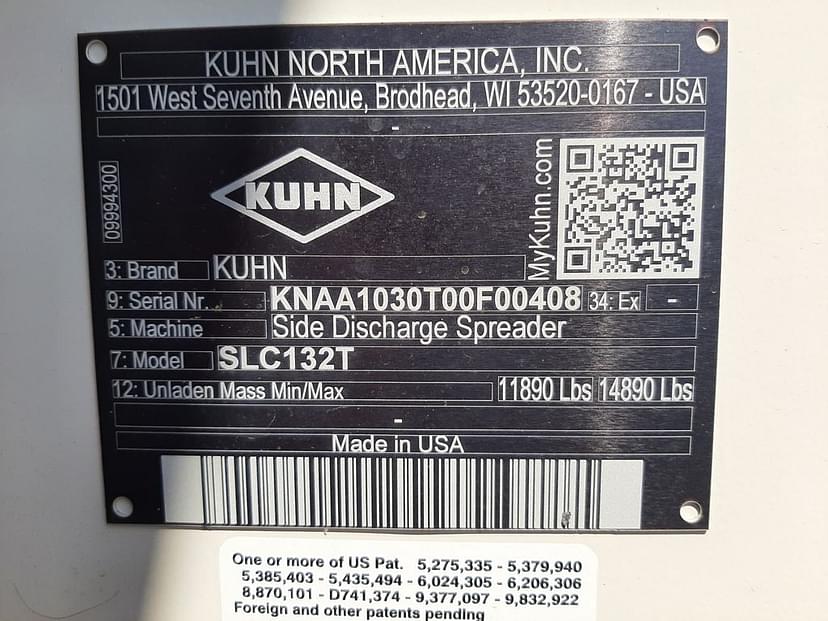 KUHN NORTH AMERICA, INC.
1501 West Seventh Avenue, Brodhead, WI 53520-0167 - USA
-
09994300
KUHN
MyKuhn.com
3: Brand KUHN
9: Serial Nr. KNAA1030T00F00408 34: Ex -
5: Machine Side Discharge Spreader
7: Model SLC132T
12: Unladen Mass Min/Max 11890 Lbs 14890 Lbs
-
Made in USA
One or more of US Pat. 5,275,335 - 5,379,940
5,385,403 - 5,435,494 - 6,024,305 - 6,206,306
8,870,101 - D741,374 - 9,377,097 - 9,832,922
Foreign and other patents pending